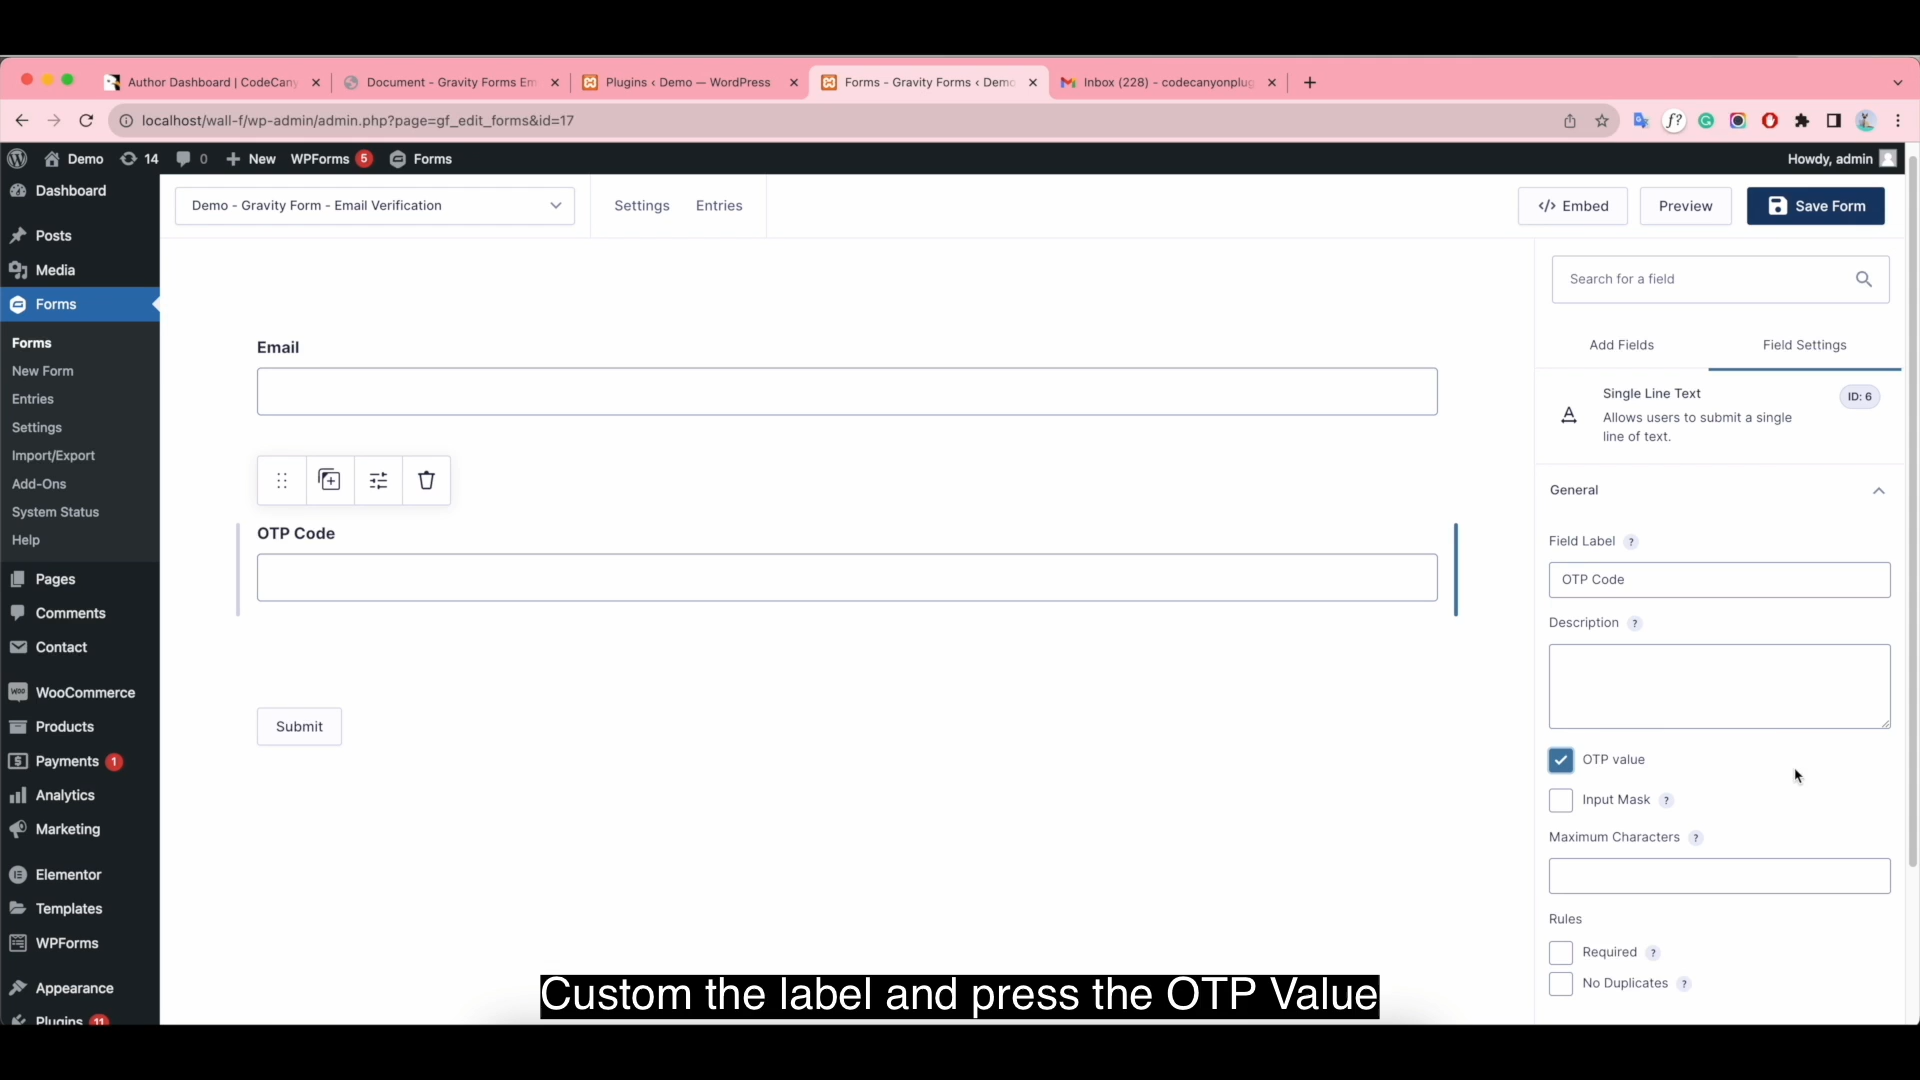 Author Dashboard | CodeCany
Document - Gravity Forms Em
Plugins ‹ Demo — WordPress
Forms - Gravity Forms ‹ Demo
Inbox (228) - codecanyonplug
localhost/wall-f/wp-admin/admin.php?page=gf_edit_forms&id=17
f?
Demo
14
0
New
WPForms 5
Forms
Howdy, admin
Dashboard
Posts
Media
Forms
Forms
New Form
Entries
Settings
Import/Export
Add-Ons
System Status
Help
Pages
Comments
Contact
WooCommerce
Products
Payments 1
Analytics
Marketing
Elementor
Templates
WPForms
Appearance
Plugins 11
Demo - Gravity Form - Email Verification
Settings
Entries
</> Embed
Preview
Save Form
Email
OTP Code
Submit
Search for a field
Add Fields
Field Settings
Single Line Text
ID: 6
Allows users to submit a single
line of text.
General
Field Label ?
OTP Code
Description ?
OTP value
Input Mask ?
Maximum Characters ?
Rules
Required ?
No Duplicates ?
Custom the label and press the OTP Value